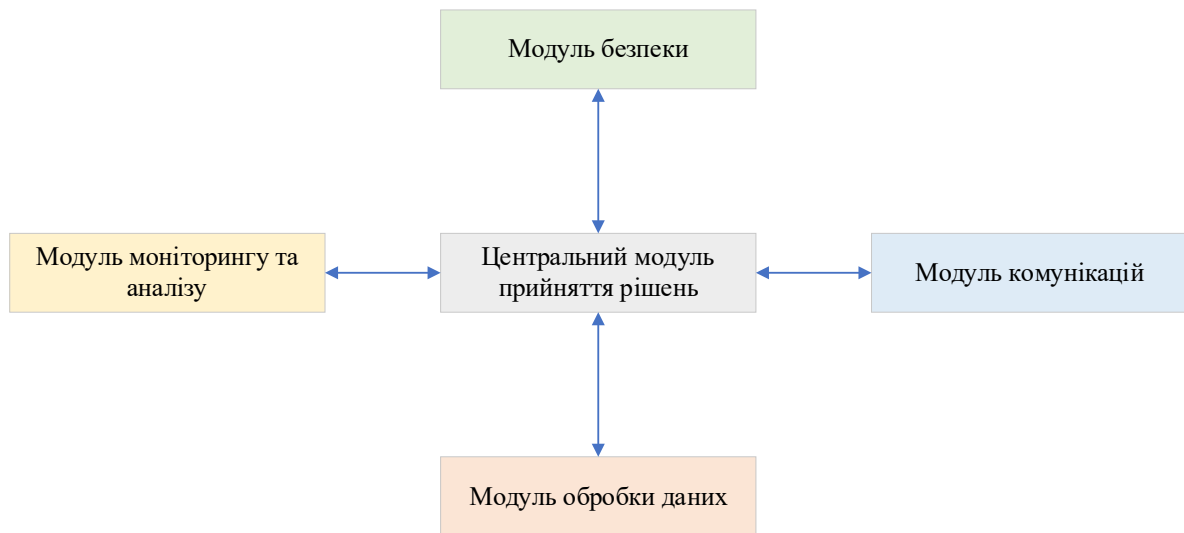 Модуль безпеки
Модуль моніторингу та
аналізу
Центральний модуль
прийняття рішень
Модуль комунікацій
Модуль обробки даних